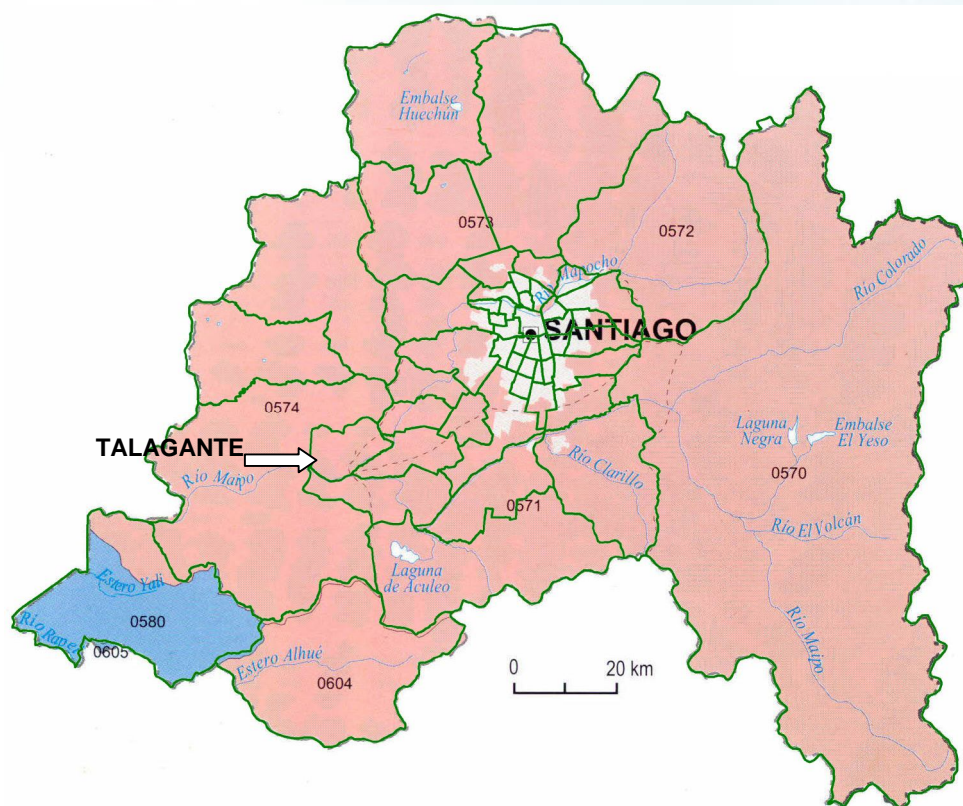 Embalse
Huechún
0573
0572
Río Mapocho
Río Colorado
SANTIAGO
0574
TALAGANTE
Río Maipo
Laguna
Negra
Embalse
El Yeso
0570
Río Clarillo
0571
Río El Volcán
Laguna
de Aculeo
Estero Yali
0580
Río Rapel
0605
Estero Alhué
0604
Río Maipo
0
20 km